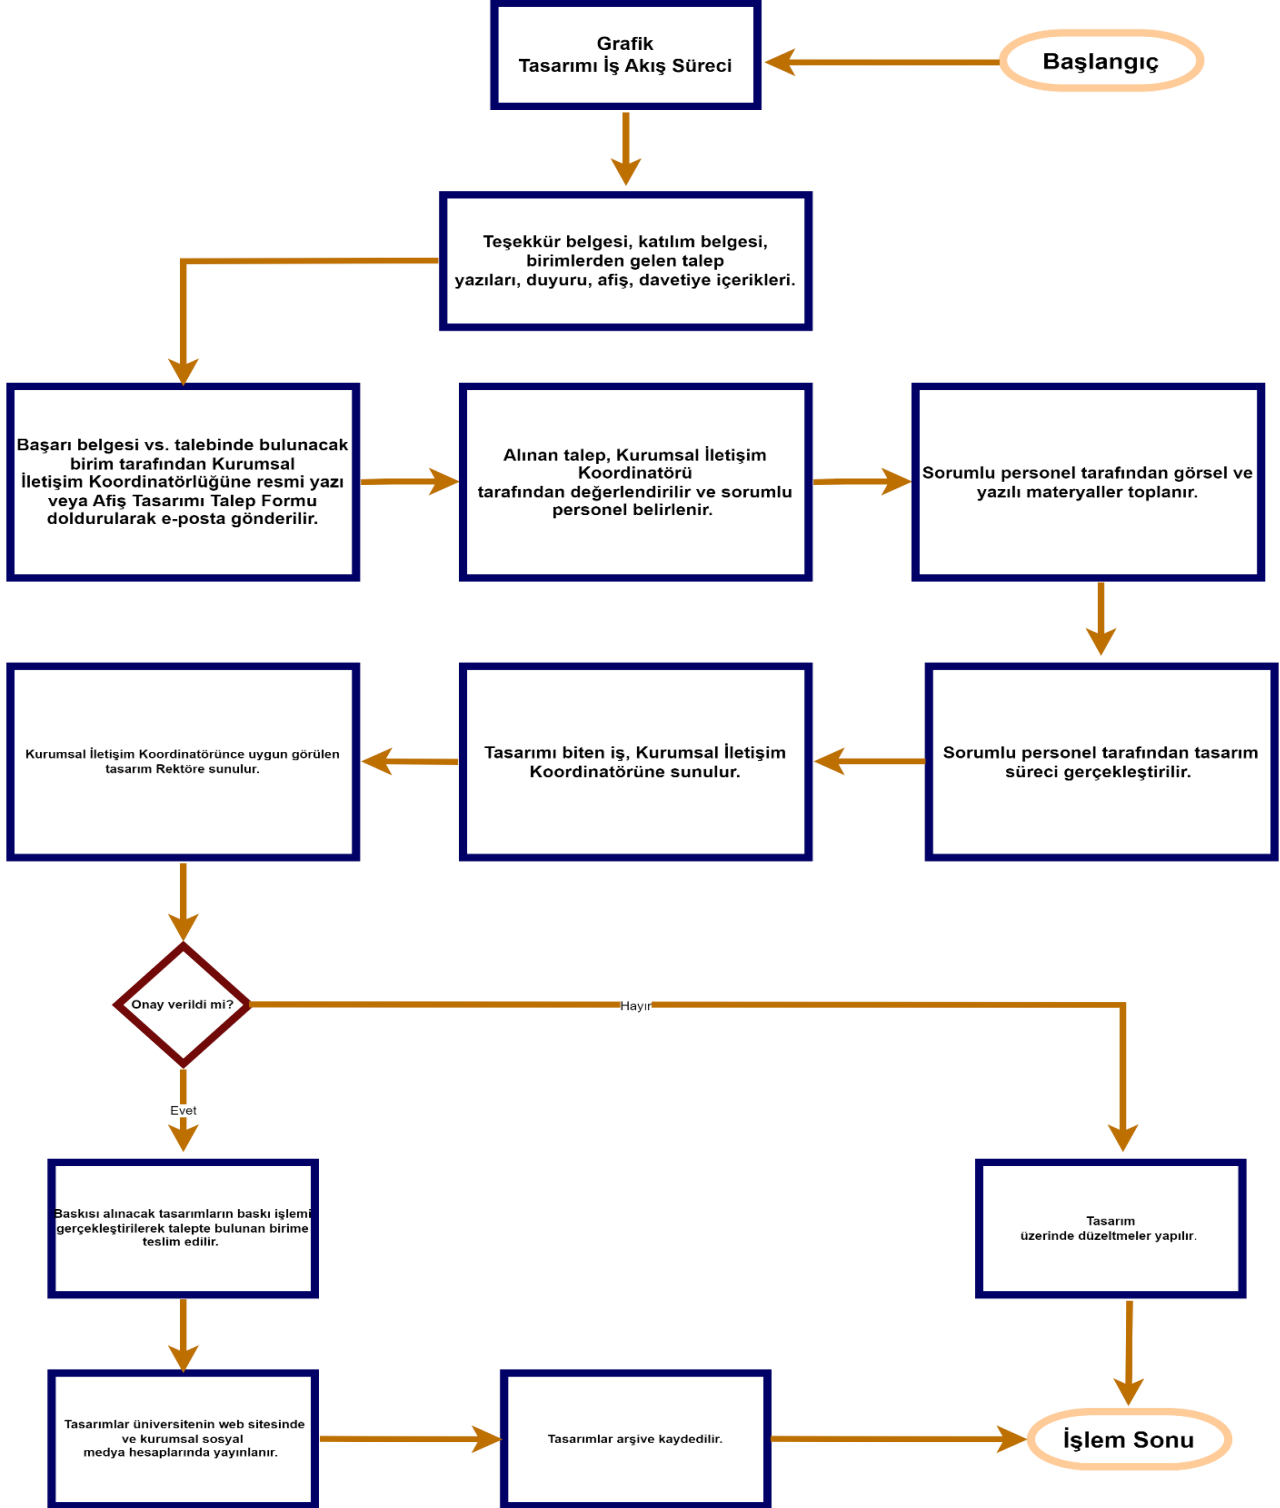 Başlangıç
Grafik
Tasarımı İş Akış Süreci
Teşekkür belgesi, katılım belgesi,
birimlerden gelen talep
yazıları, duyuru, afiş, davetiye içerikleri.
Başarı belgesi vs. talebinde bulunacak
birim tarafından Kurumsal
İletişim Koordinatörlüğüne resmi yazı
veya Afiş Tasarımı Talep Formu
doldurularak e-posta gönderilir.
Alınan talep, Kurumsal İletişim
Koordinatörü
tarafından değerlendirilir ve sorumlu
personel belirlenir.
Sorumlu personel tarafından görsel ve
yazılı materyaller toplanır.
Sorumlu personel tarafından tasarım
süreci gerçekleştirilir.
Tasarımı biten iş, Kurumsal İletişim
Koordinatörüne sunulur.
Kurumsal İletişim Koordinatörünce uygun görülen
tasarım Rektöre sunulur.
Onay verildi mi?
Hayır
Evet
Baskısı alınacak tasarımların baskı işlemi
gerçekleştirilerek talepte bulunan birime
teslim edilir.
Tasarım
üzerinde düzeltmeler yapılır.
Tasarımlar üniversitenin web sitesinde
ve kurumsal sosyal
medya hesaplarında yayınlanır.
Tasarımlar arşive kaydedilir.
İşlem Sonu